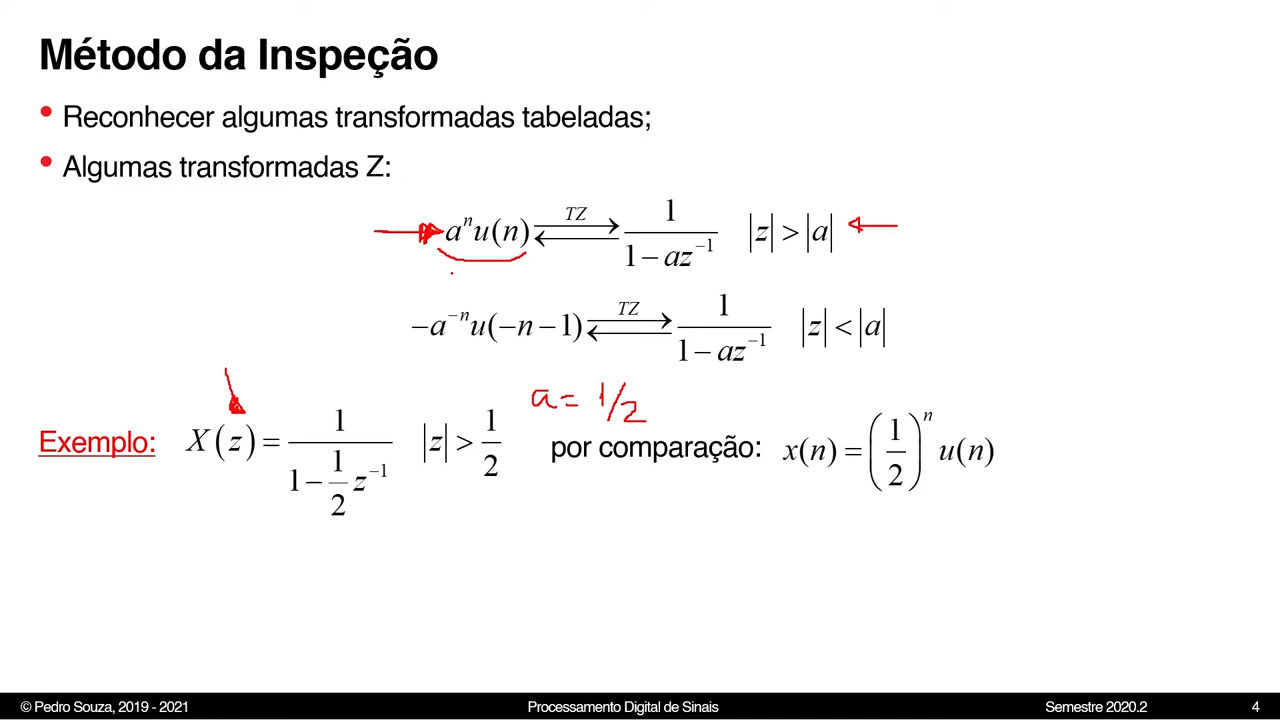 Método da Inspeção
• Reconhecer algumas transformadas tabeladas;
• Algumas transformadas Z:
aⁿu(n) ⇄ TZ 1/(1 − az⁻¹) |z| > |a|
−a⁻ⁿu(−n − 1) ⇄ TZ 1/(1 − az⁻¹) |z| < |a|
a = 1/2
Exemplo: X(z) = 1/(1 − (1/2)z⁻¹) |z| > 1/2 por comparação: x(n) = (1/2)ⁿ u(n)
© Pedro Souza, 2019 - 2021 Processamento Digital de Sinais Semestre 2020.2 4